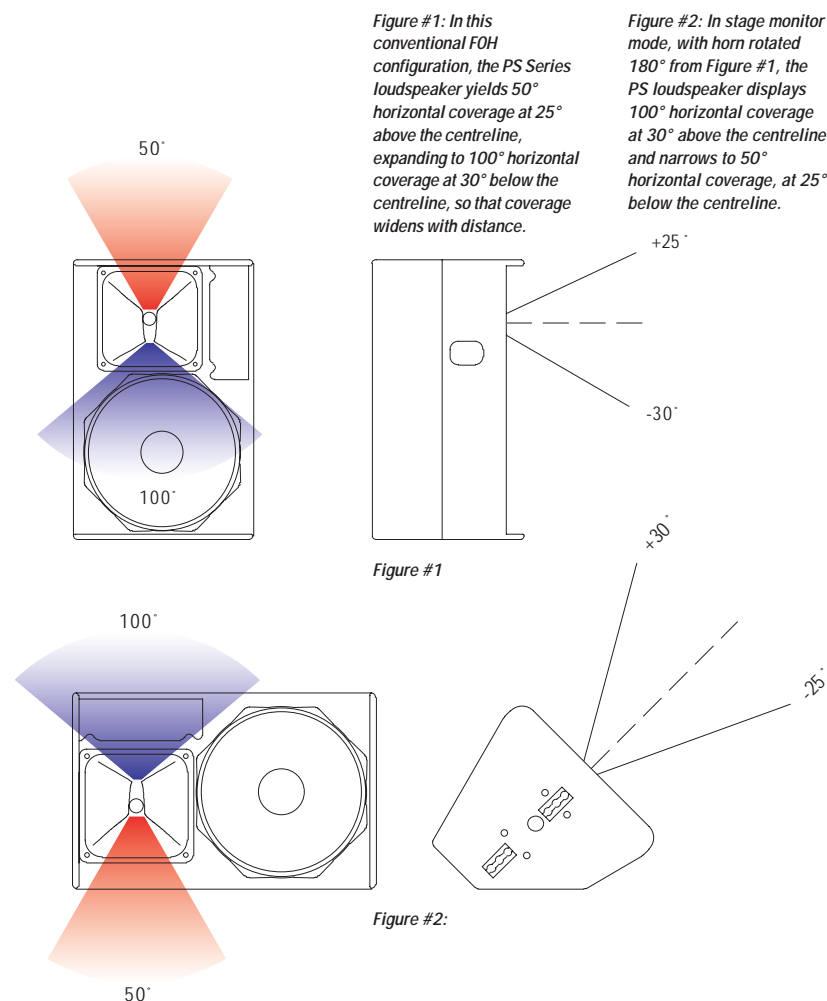 Figure #1: In this
conventional FOH
configuration, the PS Series
loudspeaker yields 50°
horizontal coverage at 25°
above the centreline,
expanding to 100° horizontal
coverage at 30° below the
centreline, so that coverage
widens with distance.
Figure #2: In stage monitor
mode, with horn rotated
180° from Figure #1, the
PS loudspeaker displays
100° horizontal coverage
at 30° above the centreline
and narrows to 50°
horizontal coverage, at 25°
below the centreline.
50°
100°
+25°
-30°
Figure #1
100°
50°
+30°
-25°
Figure #2: